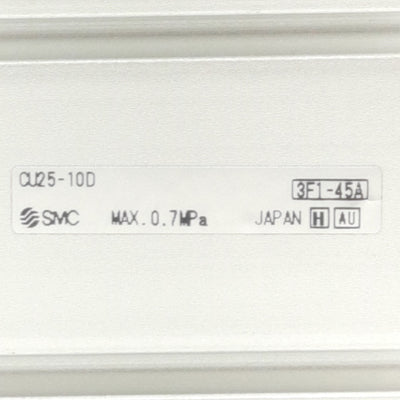 CU25-10D
3F1-45A
SMC MAX.0.7MPa JAPAN H AU